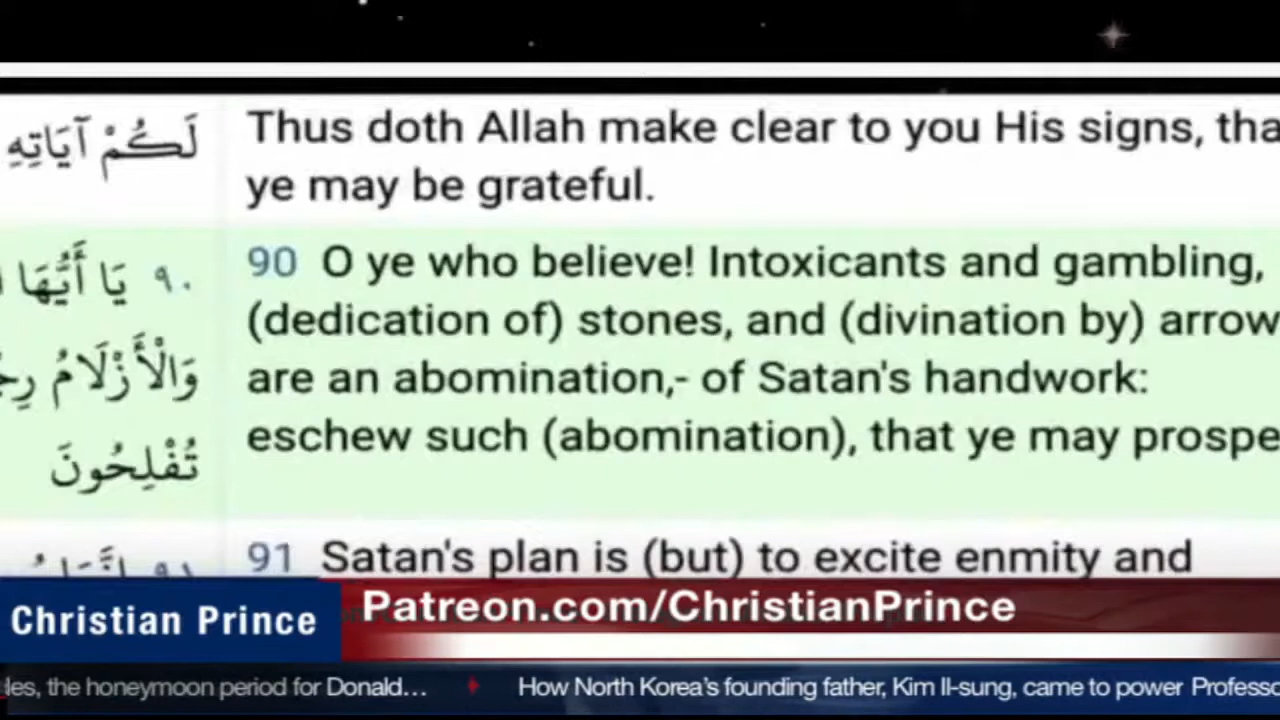 لَكُمْ آيَاتِهِ
Thus doth Allah make clear to you His signs, tha
ye may be grateful.
٩٠ يَا أَيُّهَا
90 O ye who believe! Intoxicants and gambling,
(dedication of) stones, and (divination by) arrow
are an abomination,- of Satan's handwork:
eschew such (abomination), that ye may prospe
وَالْأَزْلَامُ
تُفْلِحُونَ
91 Satan's plan is (but) to excite enmity and
Christian Prince
Patreon.com/ChristianPrince
les, the honeymoon period for Donald...
How North Korea's founding father, Kim Il-sung, came to power Professo